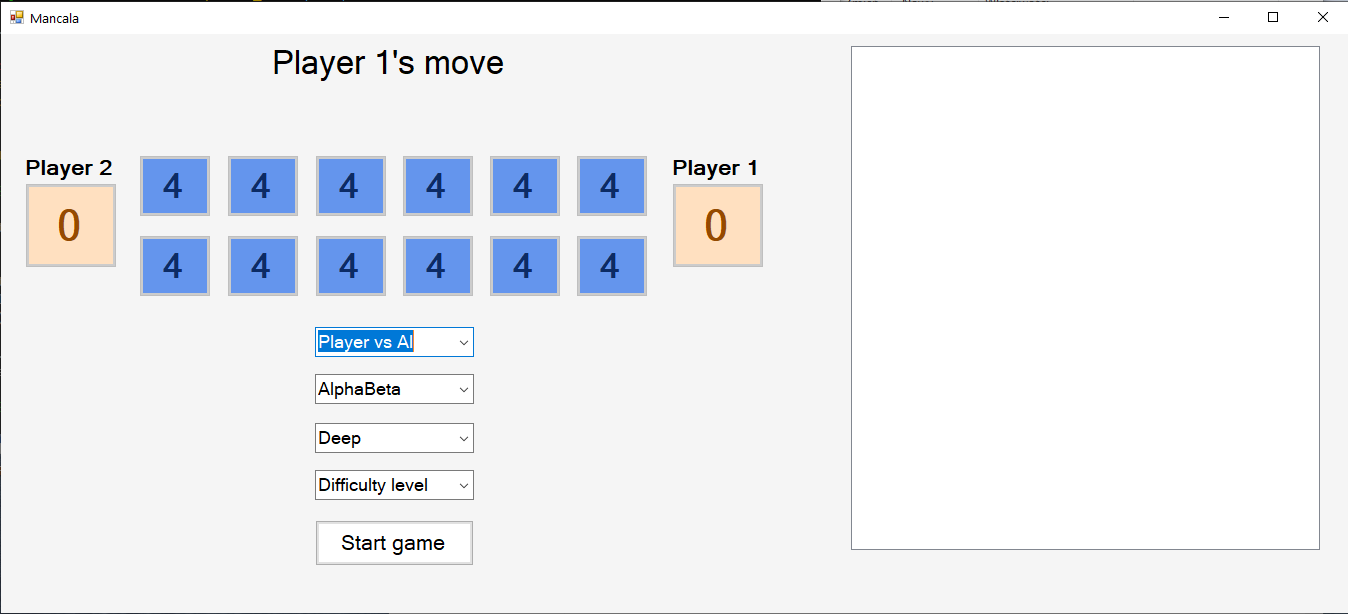 Mancala
Player 1's move
Player 2
Player 1
4 4 4 4 4 4
0
0
4 4 4 4 4 4
Player vs AI
AlphaBeta
Deep
Difficulty level
Start game